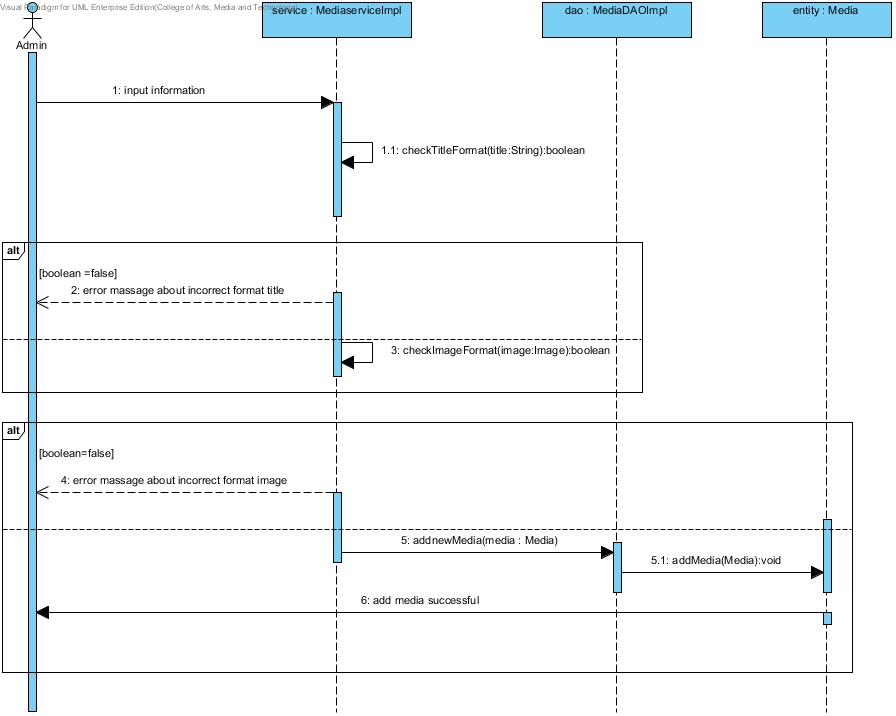 Visual Paradigm for UML Enterprise Edition(College of Arts, Media and Technology)
service : MediaserviceImpl
dao : MediaDAOImpl
entity : Media
Admin
1: input information
1.1: checkTitleFormat(title:String):boolean
alt
[boolean =false]
2: error massage about incorrect format title
3: checkImageFormat(image:Image):boolean
alt
[boolean=false]
4: error massage about incorrect format image
5: addnewMedia(media : Media)
5.1: addMedia(Media):void
6: add media successful